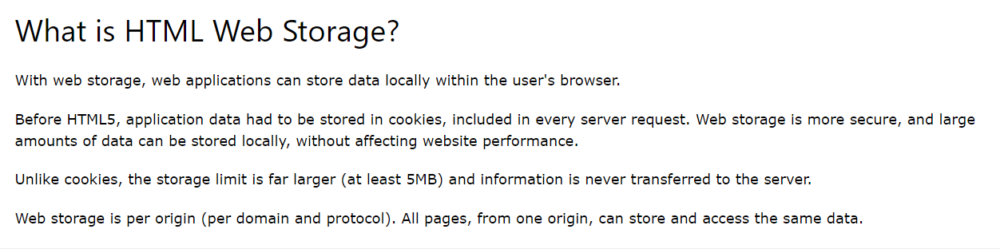 What is HTML Web Storage?
With web storage, web applications can store data locally within the user's browser.
Before HTML5, application data had to be stored in cookies, included in every server request. Web storage is more secure, and large
amounts of data can be stored locally, without affecting website performance.
Unlike cookies, the storage limit is far larger (at least 5MB) and information is never transferred to the server.
Web storage is per origin (per domain and protocol). All pages, from one origin, can store and access the same data.